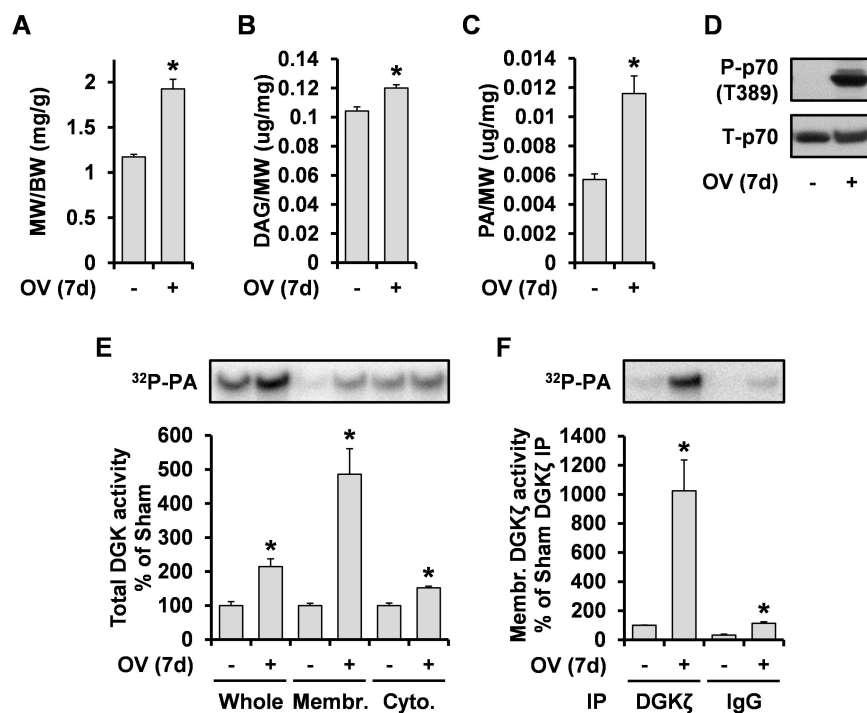 A
MW/BW (mg/g)
2
1.5
1
0.5
0
*
OV (7d) - +
B
DAG/MW (ug/mg)
0.14
0.12
0.1
0.08
0.06
0.04
0.02
0
*
OV (7d) - +
C
PA/MW (ug/mg)
0.014
0.012
0.01
0.008
0.006
0.004
0.002
0.000
*
OV (7d) - +
D
P-p70
(T389)
T-p70
OV (7d) - +
E
³²P-PA
Total DGK activity
% of Sham
600
500
400
300
200
100
0
* * *
OV (7d) - + - + - +
Whole Membr. Cyto.
F
³²P-PA
Membr. DGKζ activity
% of Sham DGKζ IP
1400
1200
1000
800
600
400
200
0
* *
OV (7d) - + - +
IP DGKζ IgG